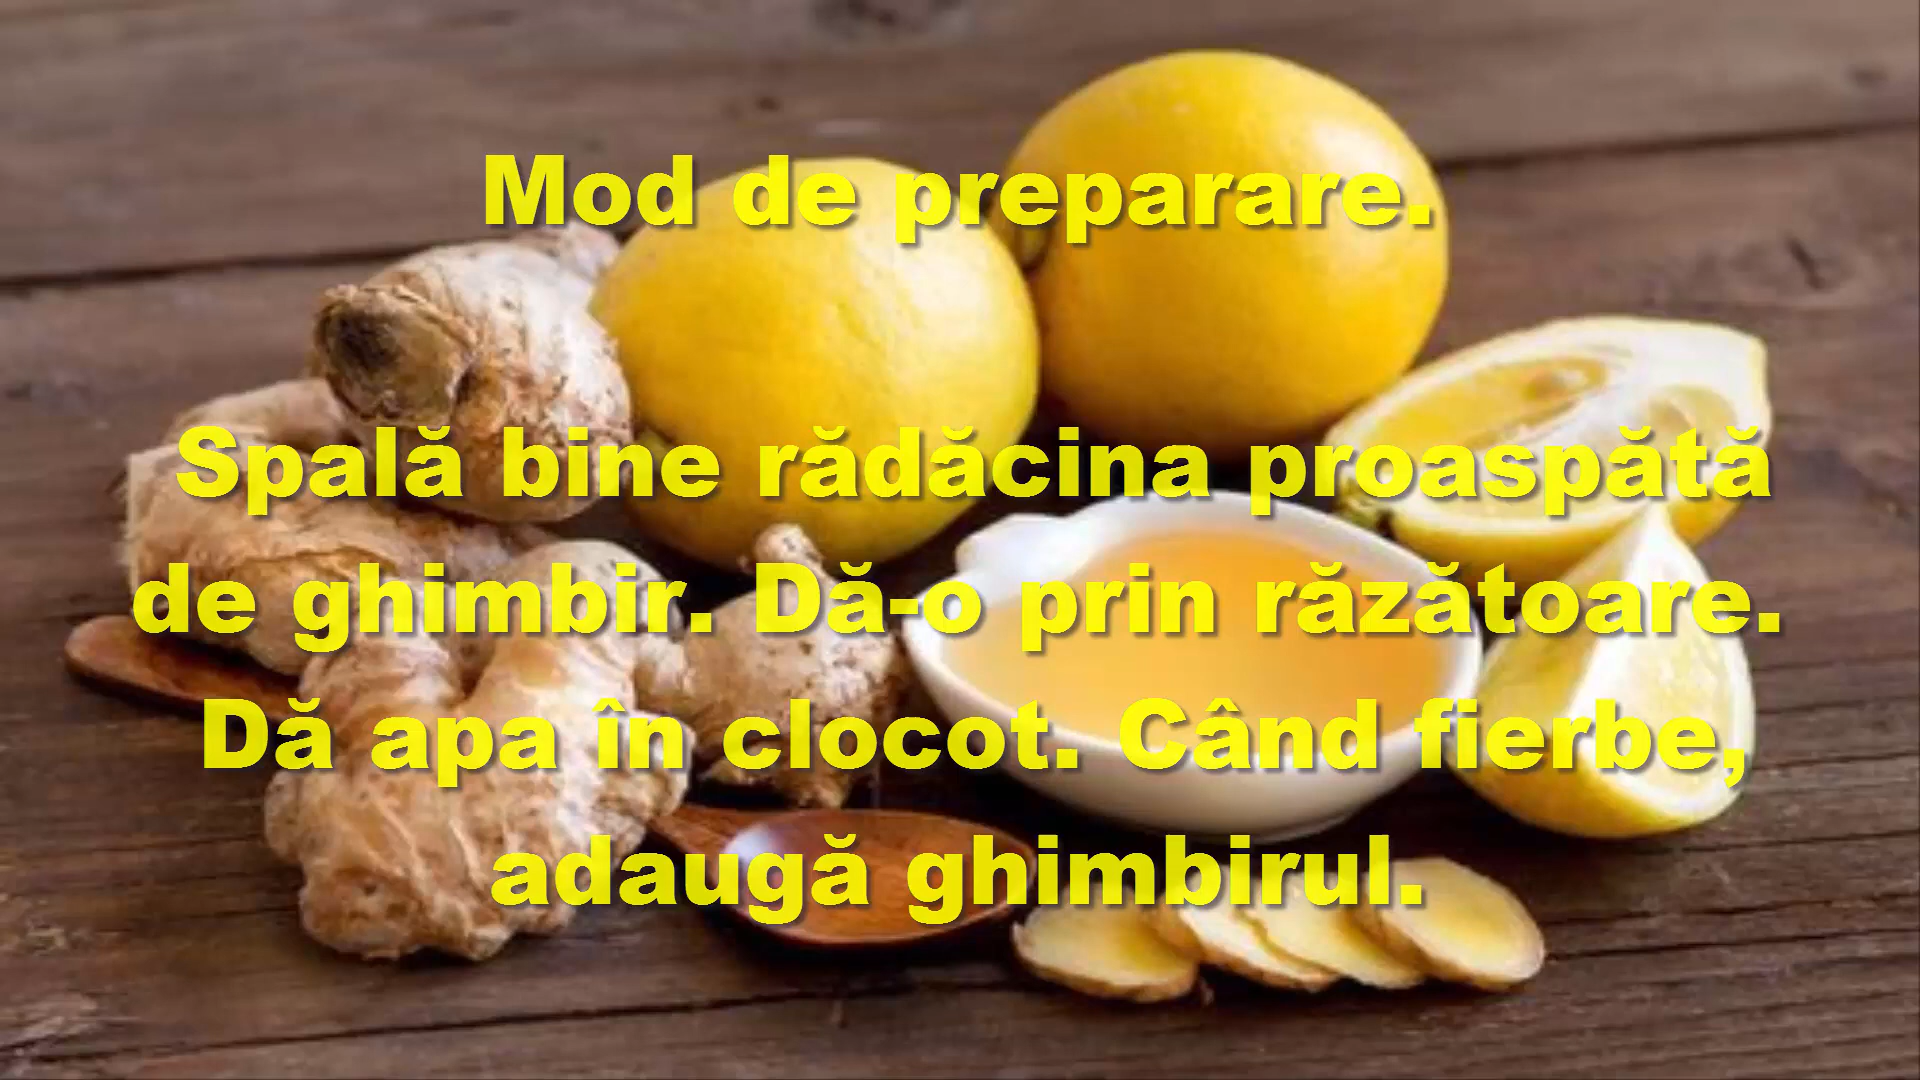 Mod de preparare.
Spală bine rădăcina proaspătă
de ghimbir. Dă-o prin răzătoare.
Dă apa în clocot. Când fierbe,
adaugă ghimbirul.